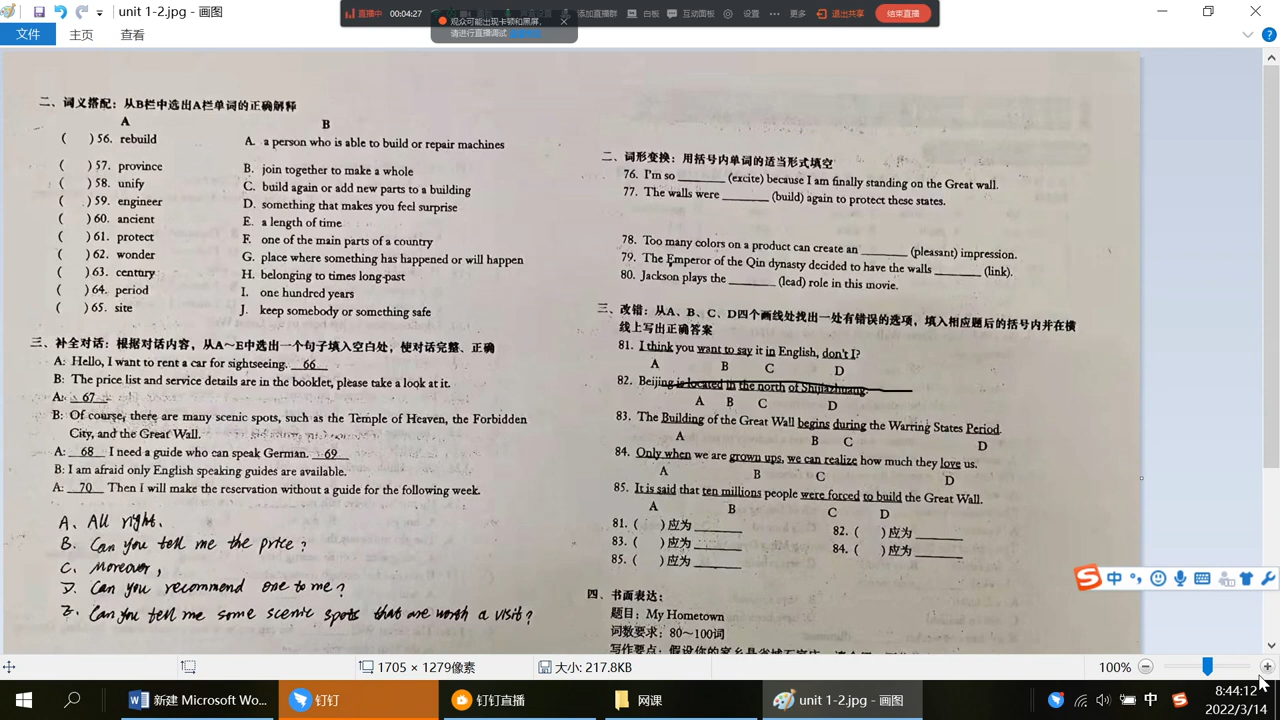 unit 1-2.jpg - 画图
直播中 00:04:27
添加直播群 白板 互动面板 设置 更多 退出共享 结束直播
观众可能出现卡顿和黑屏,
请进行直播调试
文件 主页 查看
二、词义搭配：从B栏中选出A栏单词的正确解释
A B
( ) 56. rebuild A. a person who is able to build or repair machines
( ) 57. province B. join together to make a whole
( ) 58. unify C. build again or add new parts to a building
( ) 59. engineer D. something that makes you feel surprise
( ) 60. ancient E. a length of time
( ) 61. protect F. one of the main parts of a country
( ) 62. wonder G. place where something has happened or will happen
( ) 63. century H. belonging to times long past
( ) 64. period I. one hundred years
( ) 65. site J. keep somebody or something safe
三、补全对话：根据对话内容，从A～E中选出一个句子填入空白处，使对话完整、正确
A: Hello, I want to rent a car for sightseeing. 66
B: The price list and service details are in the booklet, please take a look at it.
A: 67
B: Of course, there are many scenic spots, such as the Temple of Heaven, the Forbidden
City, and the Great Wall.
A: 68 I need a guide who can speak German. 69
B: I am afraid only English speaking guides are available.
A: 70 Then I will make the reservation without a guide for the following week.
A. All right.
B. Can you tell me the price?
C. Moreover,
D. Can you recommend one to me?
E. Can you tell me some scenic spots that are worth a visit?
二、词形变换：用括号内单词的适当形式填空
76. I'm so ______ (excite) because I am finally standing on the Great wall.
77. The walls were ______ (build) again to protect these states.
78. Too many colors on a product can create an ______ (pleasant) impression.
79. The Emperor of the Qin dynasty decided to have the walls ______ (link).
80. Jackson plays the ______ (lead) role in this movie.
三、改错：从A、B、C、D四个画线处找出一处有错误的选项，填入相应题后的括号内并在横
线上写出正确答案
81. I think you want to say it in English, don't I?
A B C D
82. Beijing is located in the north of Shijiazhuang.
A B C D
83. The Building of the Great Wall begins during the Warring States Period.
A B C D
84. Only when we are grown ups, we can realize how much they love us.
A B C D
85. It is said that ten millions people were forced to build the Great Wall.
A B C D
81. ( ) 应为 ______ 82. ( ) 应为 ______
83. ( ) 应为 ______ 84. ( ) 应为 ______
85. ( ) 应为 ______
四、书面表达：
题目：My Hometown
词数要求：80～100词
中
1705 × 1279像素 大小: 217.8KB 100%
新建 Microsoft Wo... 钉钉 钉钉直播 网课 unit 1-2.jpg - 画图 中 8:44:12
2022/3/14